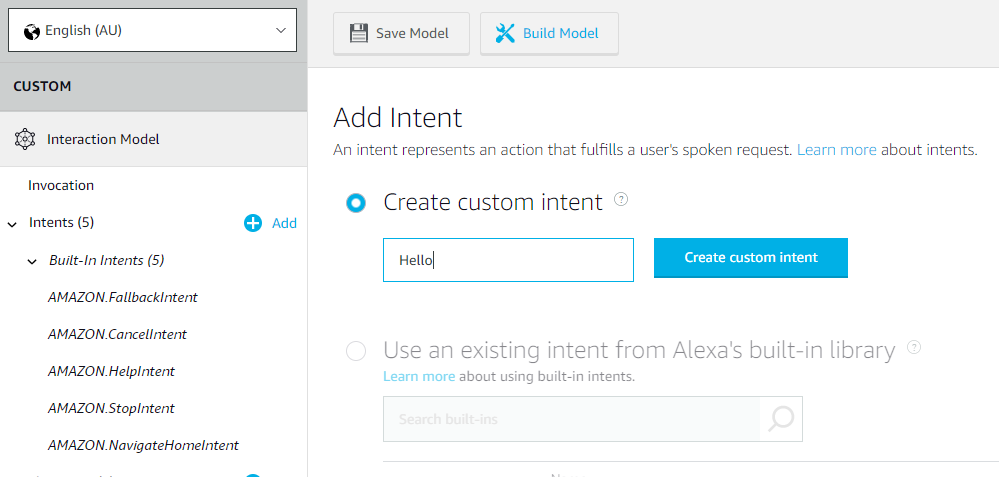 English (AU)
Save Model
Build Model
CUSTOM
Interaction Model
Invocation
Intents (5)
Add
Built-In Intents (5)
AMAZON.FallbackIntent
AMAZON.CancelIntent
AMAZON.HelpIntent
AMAZON.StopIntent
AMAZON.NavigateHomeIntent
Add Intent
An intent represents an action that fulfills a user's spoken request. Learn more about intents.
Create custom intent ?
Hello
Create custom intent
Use an existing intent from Alexa's built-in library ?
Learn more about using built-in intents.
Search built-ins